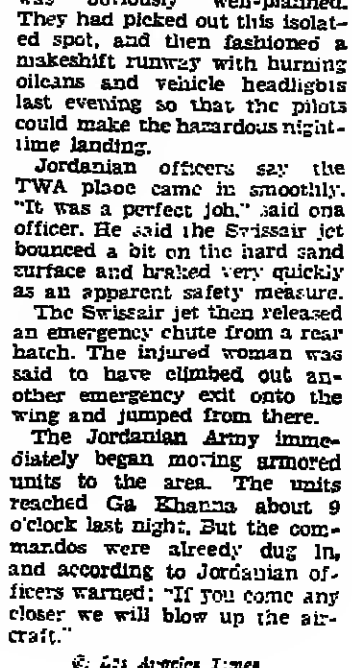 was obviously well-planned.
They had picked out this isolat-
ed spot, and then fashioned a
makeshift runway with burning
oilcans and vehicle headlights
last evening so that the pilots
could make the hazardous night-
time landing.
Jordanian officers say the
TWA plane came in smoothly.
"It was a perfect job," said one
officer. He said the Swissair jet
bounced a bit on the hard sand
surface and braked very quickly
as an apparent safety measure.
The Swissair jet then released
an emergency chute from a rear
hatch. The injured woman was
said to have climbed out an-
other emergency exit onto the
wing and jumped from there.
The Jordanian Army imme-
diately began moving armored
units to the area. The units
reached Ga Khanna about 9
o'clock last night. But the com-
mandos were already dug in,
and according to Jordanian of-
ficers warned: "If you come any
closer we will blow up the air-
craft."
© Los Angeles Times